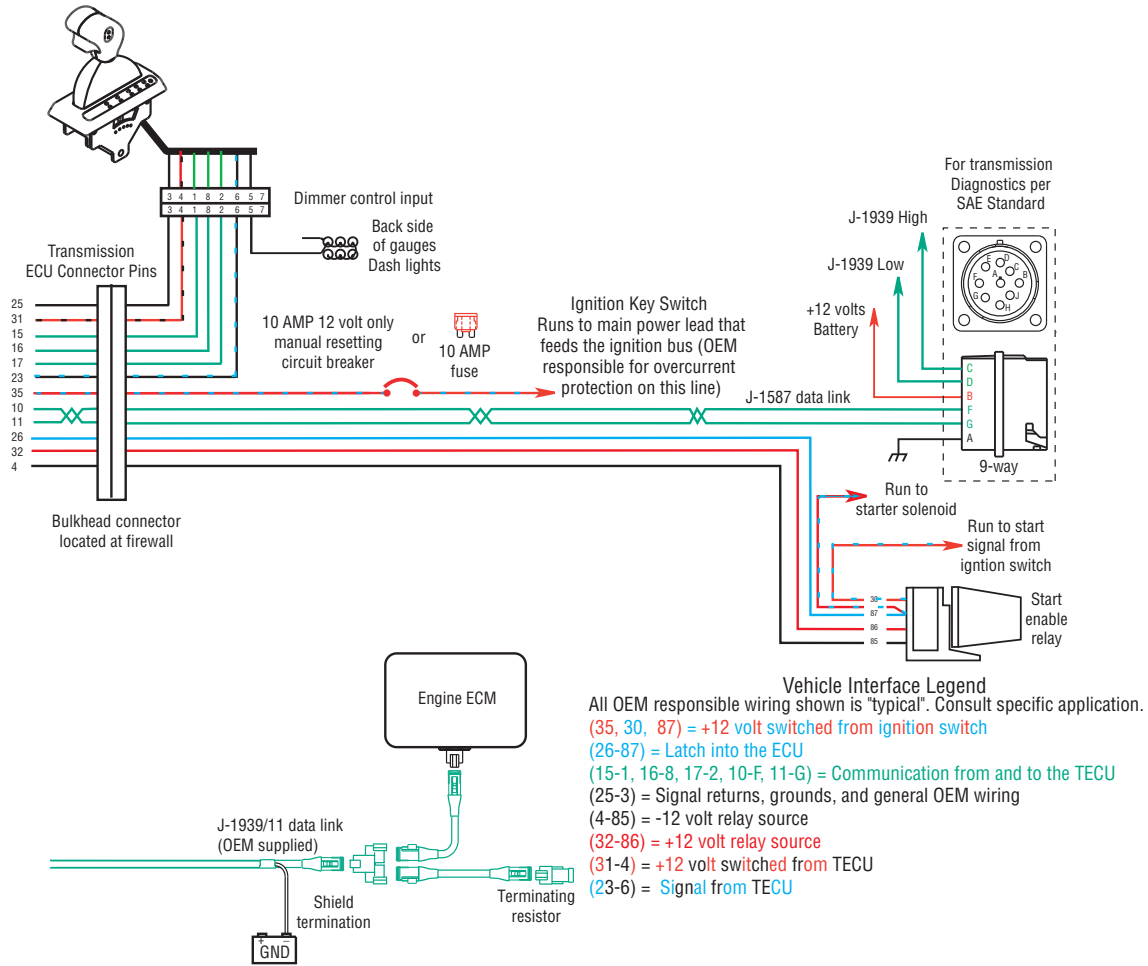 3 4 1 8 2 6 5 7
3 4 1 8 2 6 5 7
Dimmer control input
Back side
of gauges
Dash lights
Transmission
ECU Connector Pins
25
31
15
16
17
23
35
10
11
26
32
4
Bulkhead connector
located at firewall
10 AMP 12 volt only
manual resetting
circuit breaker
or
10 AMP
fuse
Ignition Key Switch
Runs to main power lead that
feeds the ignition bus (OEM
responsible for overcurrent
protection on this line)
J-1587 data link
For transmission
Diagnostics per
SAE Standard
J-1939 High
J-1939 Low
+12 volts
Battery
E D
F A C B
G J
H
C
D
B
F
G
A
9-way
Run to
starter solenoid
Run to start
signal from
igntion switch
30
87
86
85
Start
enable
relay
Engine ECM
J-1939/11 data link
(OEM supplied)
Shield
termination
+ –
GND
Terminating
resistor
Vehicle Interface Legend
All OEM responsible wiring shown is "typical". Consult specific application.
(35, 30, 87) = +12 volt switched from ignition switch
(26-87) = Latch into the ECU
(15-1, 16-8, 17-2, 10-F, 11-G) = Communication from and to the TECU
(25-3) = Signal returns, grounds, and general OEM wiring
(4-85) = -12 volt relay source
(32-86) = +12 volt relay source
(31-4) = +12 volt switched from TECU
(23-6) = Signal from TECU